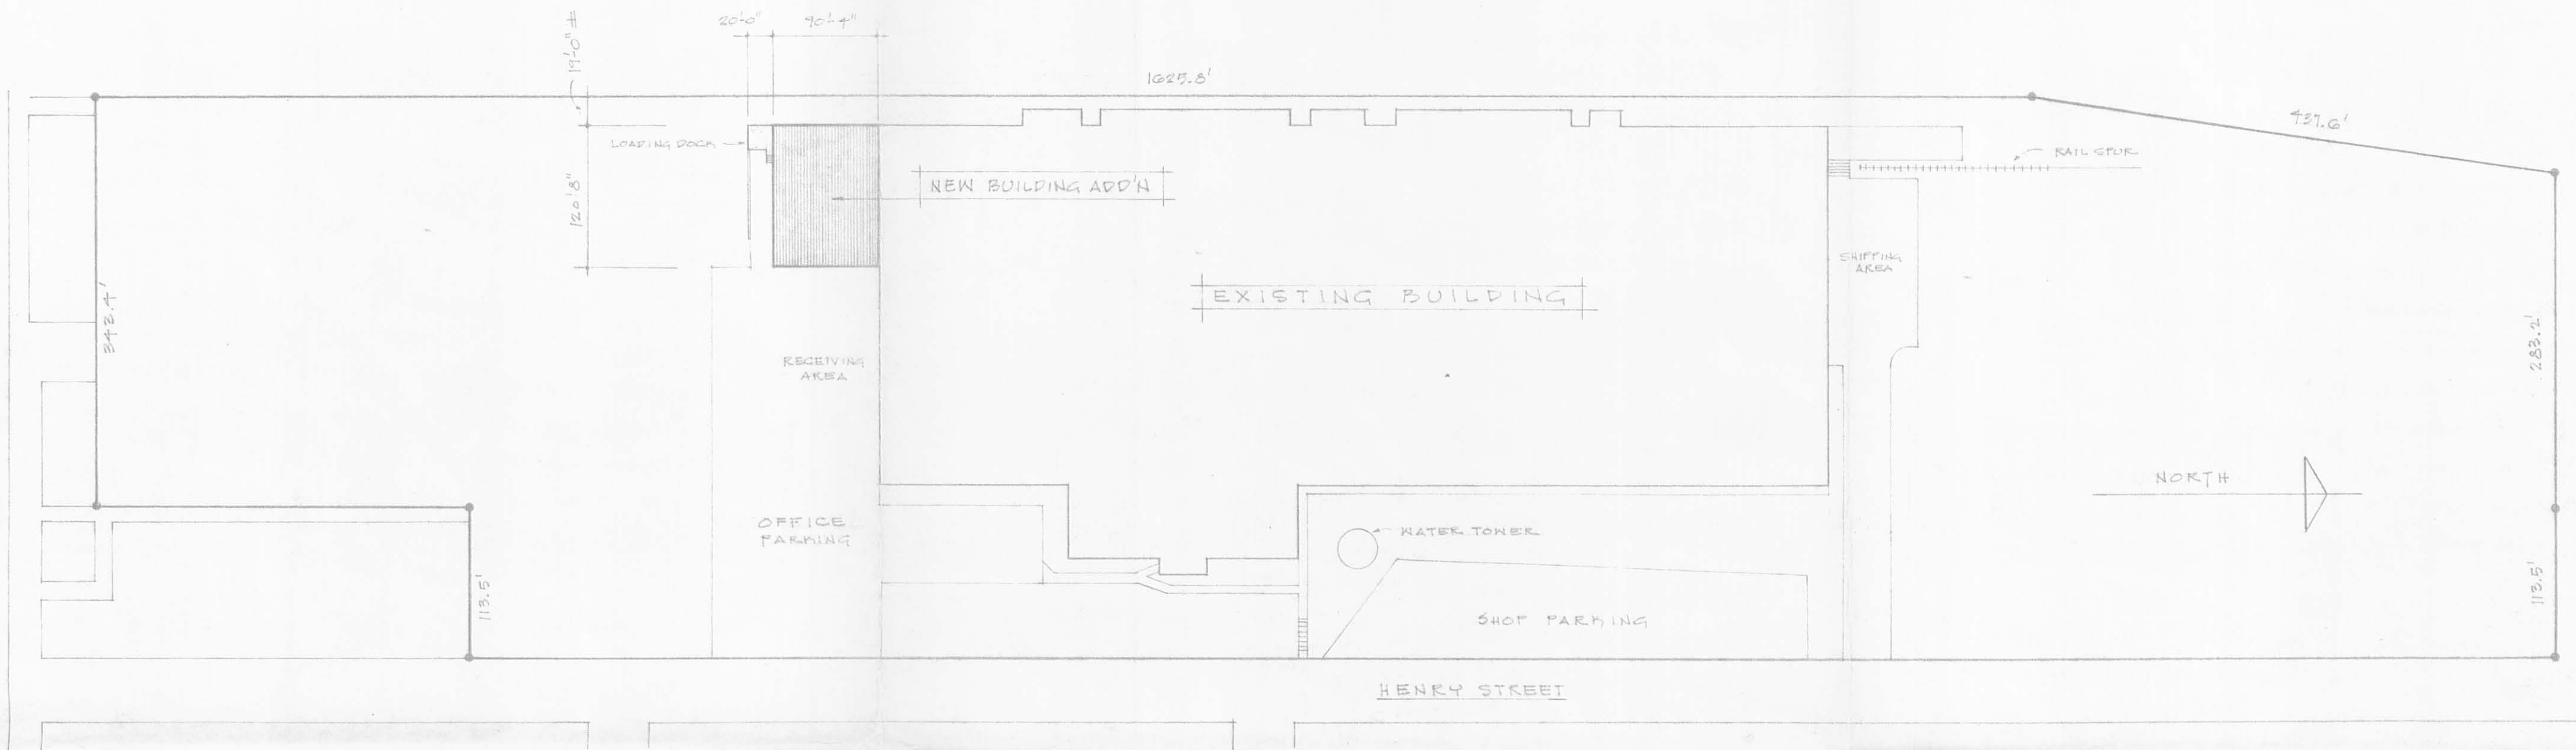 20'-0" 90'-4"
19'-0" ±
1625.8'
437.6'
LOADING DOCK
RAIL SPUR
NEW BUILDING ADD'N
120'8"
SHIPPING
AREA
EXISTING BUILDING
343.4'
283.2'
RECEIVING
AREA
NORTH
OFFICE
PARKING
WATER TOWER
113.5'
113.5'
SHOP PARKING
HENRY STREET